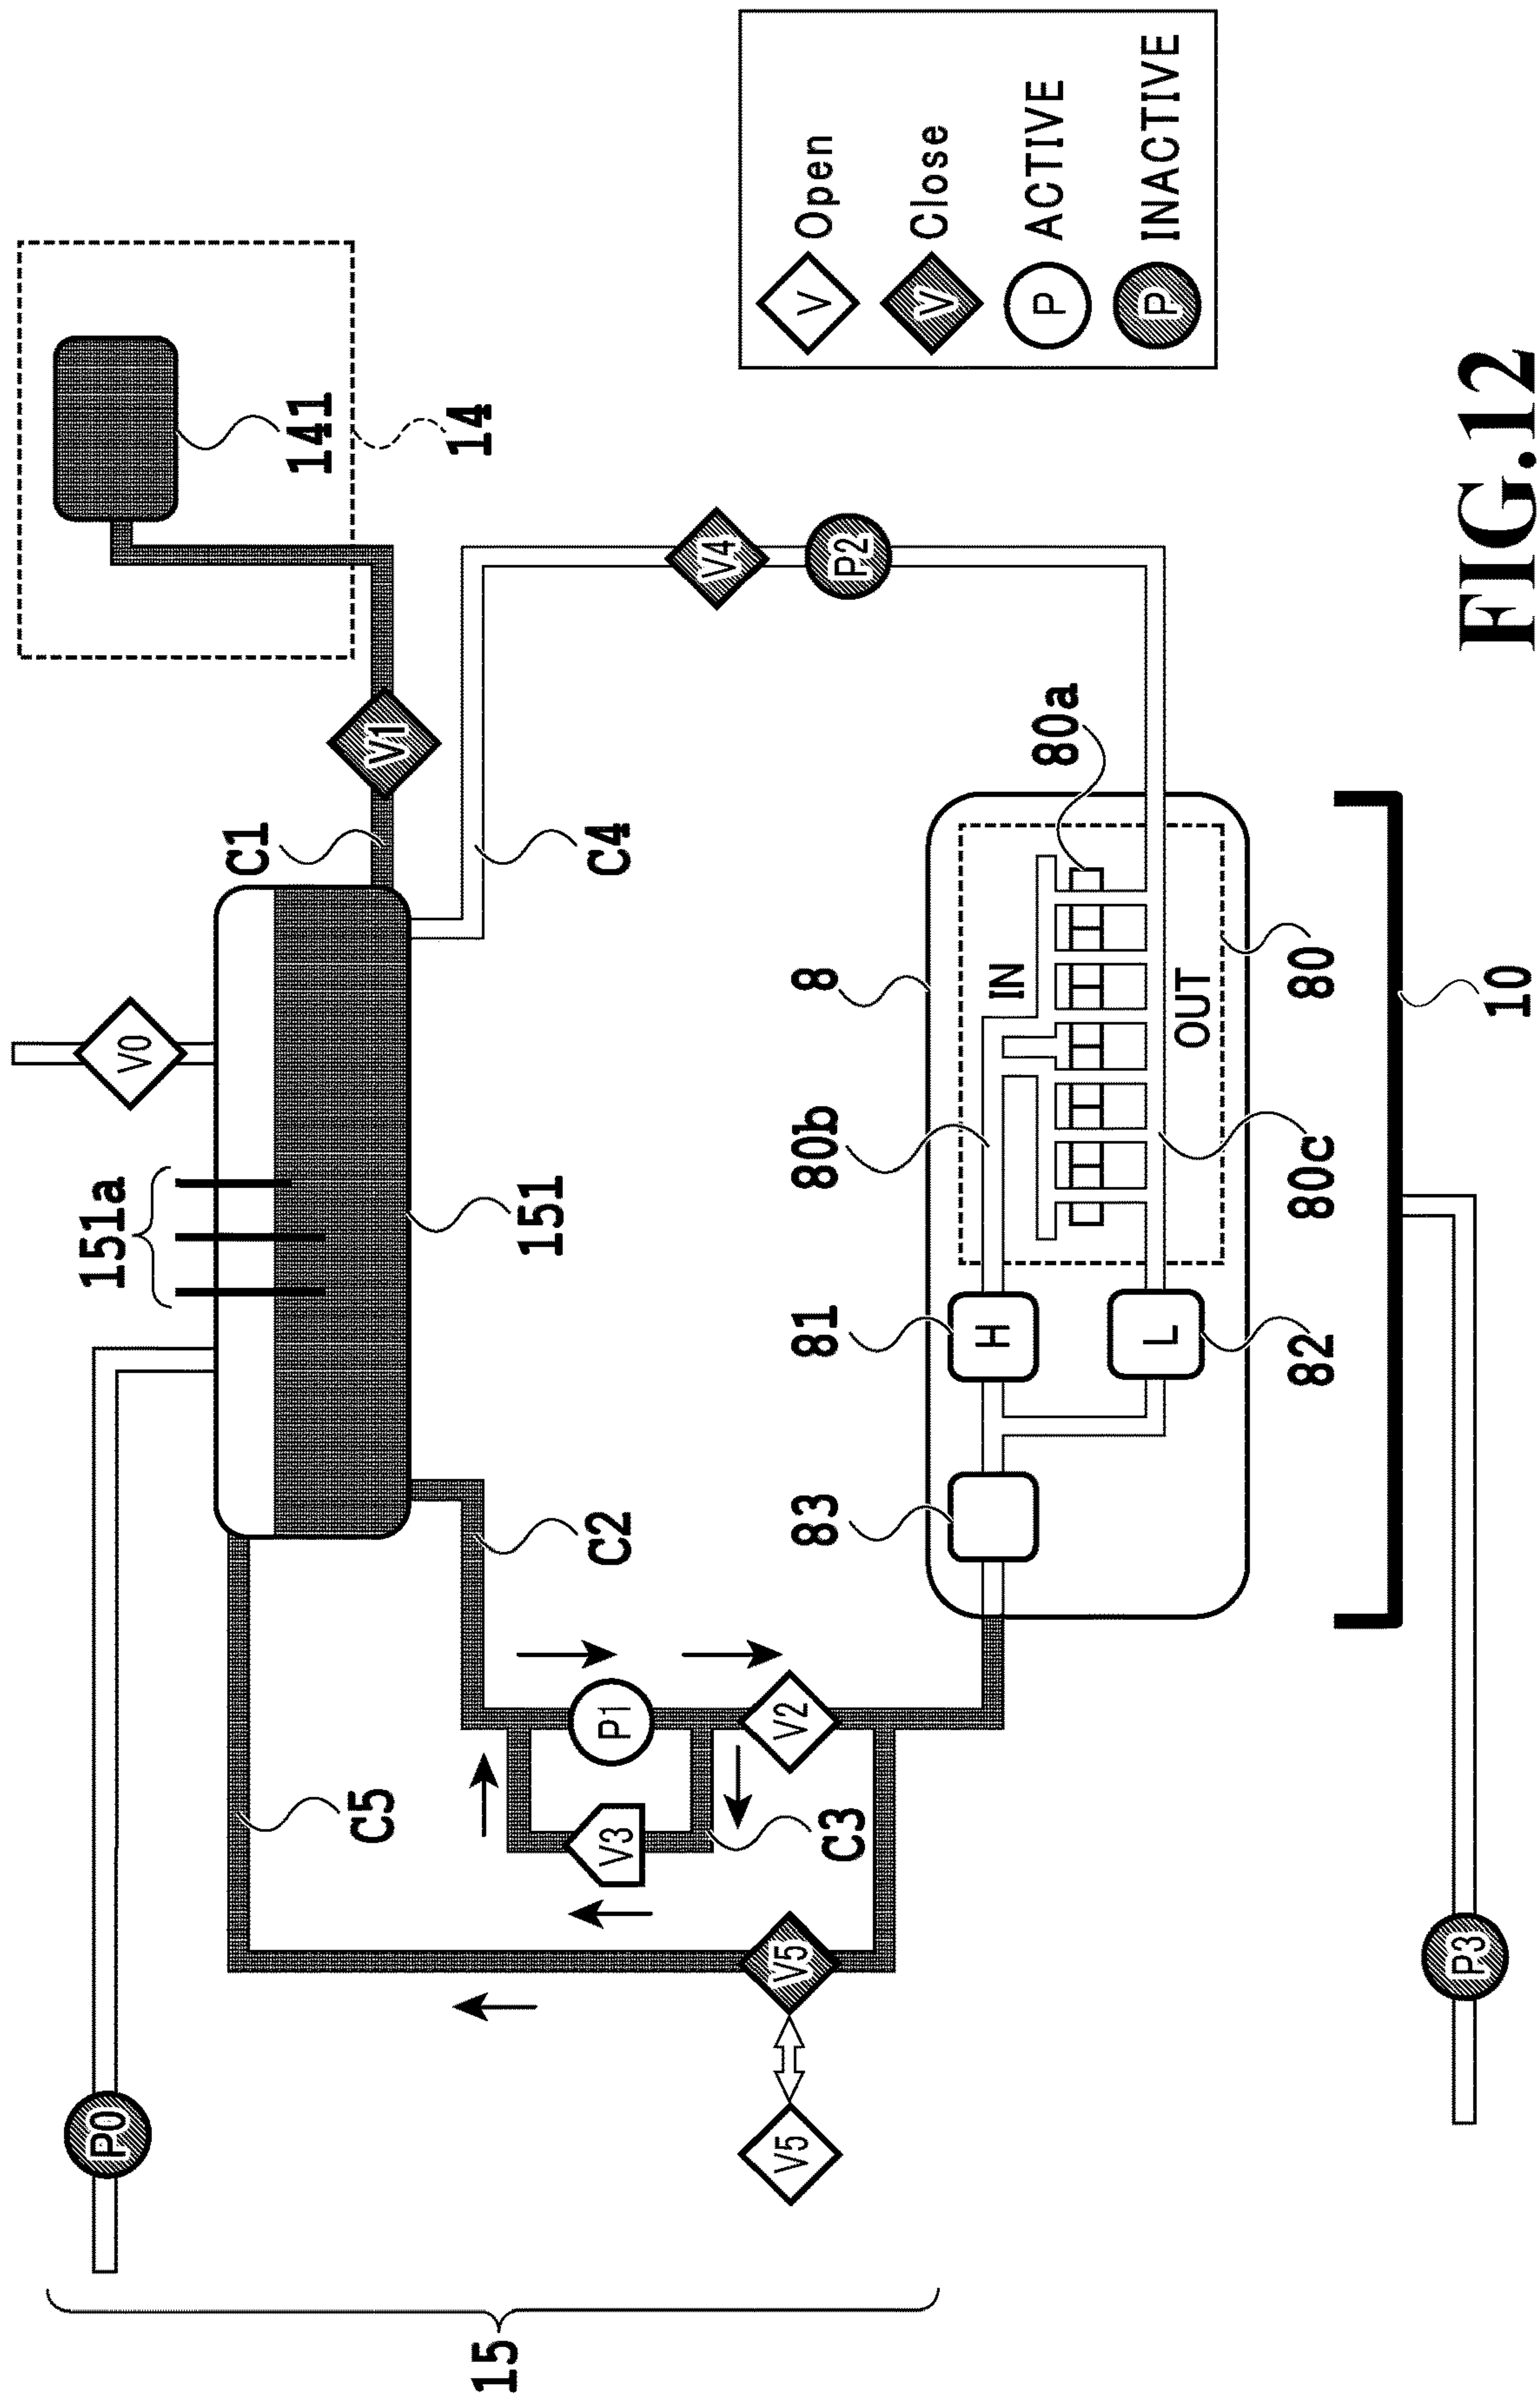 15
P0
V5
V5
C5
V3
C3
P1
V2
C2
151a
V0
151
C1
V1
141
14
C4
V4
P2
83
81
H
82
L
80b
8
IN
OUT
80a
80c
80
10
P3
V Open
V Close
P ACTIVE
P INACTIVE
FIG.12